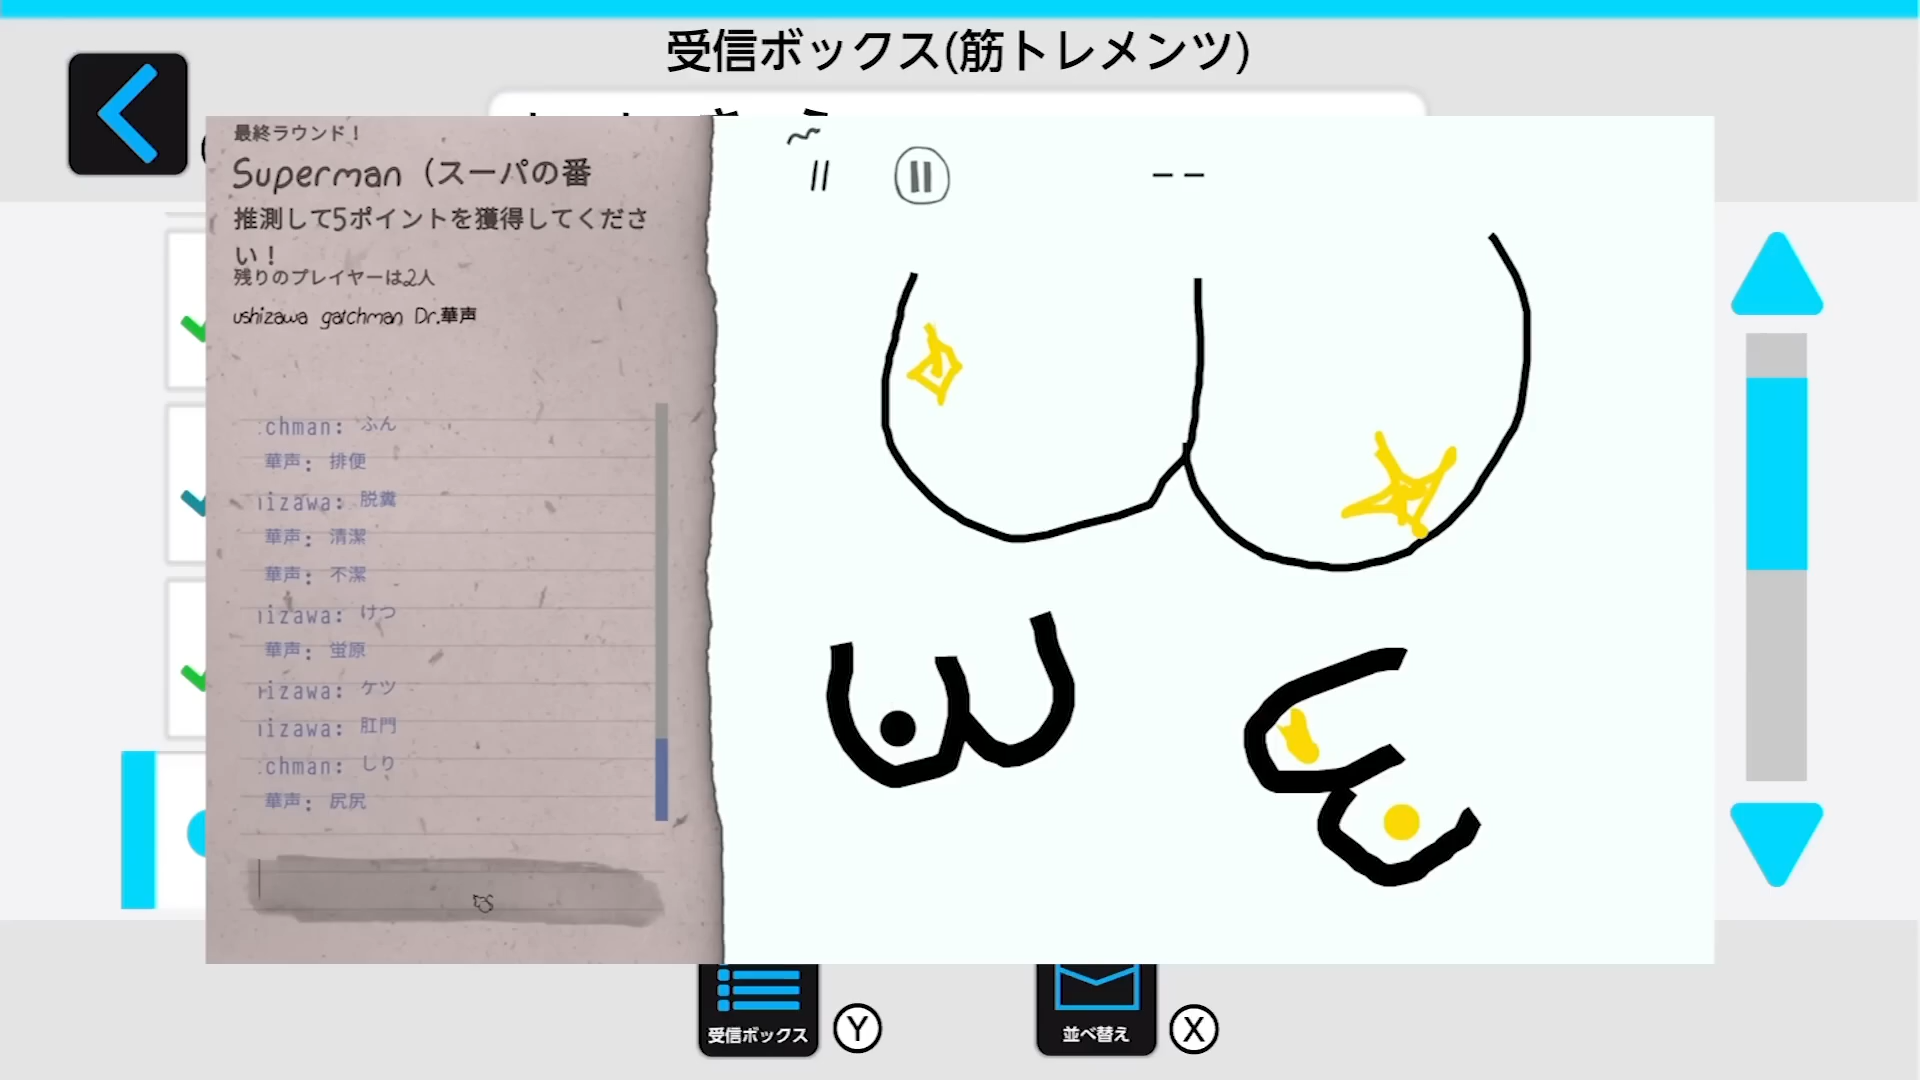 受信ボックス(筋トレメンツ)
最終ラウンド！
Superman（スーパの番
推測して5ポイントを獲得してくださ
い！
残りのプレイヤーは2人
ushizawa gatchman Dr.華声
chman: ふん
華声: 排便
izawa: 脱糞
華声: 清潔
華声: 不潔
izawa: けつ
華声: 蛍原
izawa: ケツ
izawa: 肛門
chman: しり
華声: 尻尻
受信ボックス Y
並べ替え X